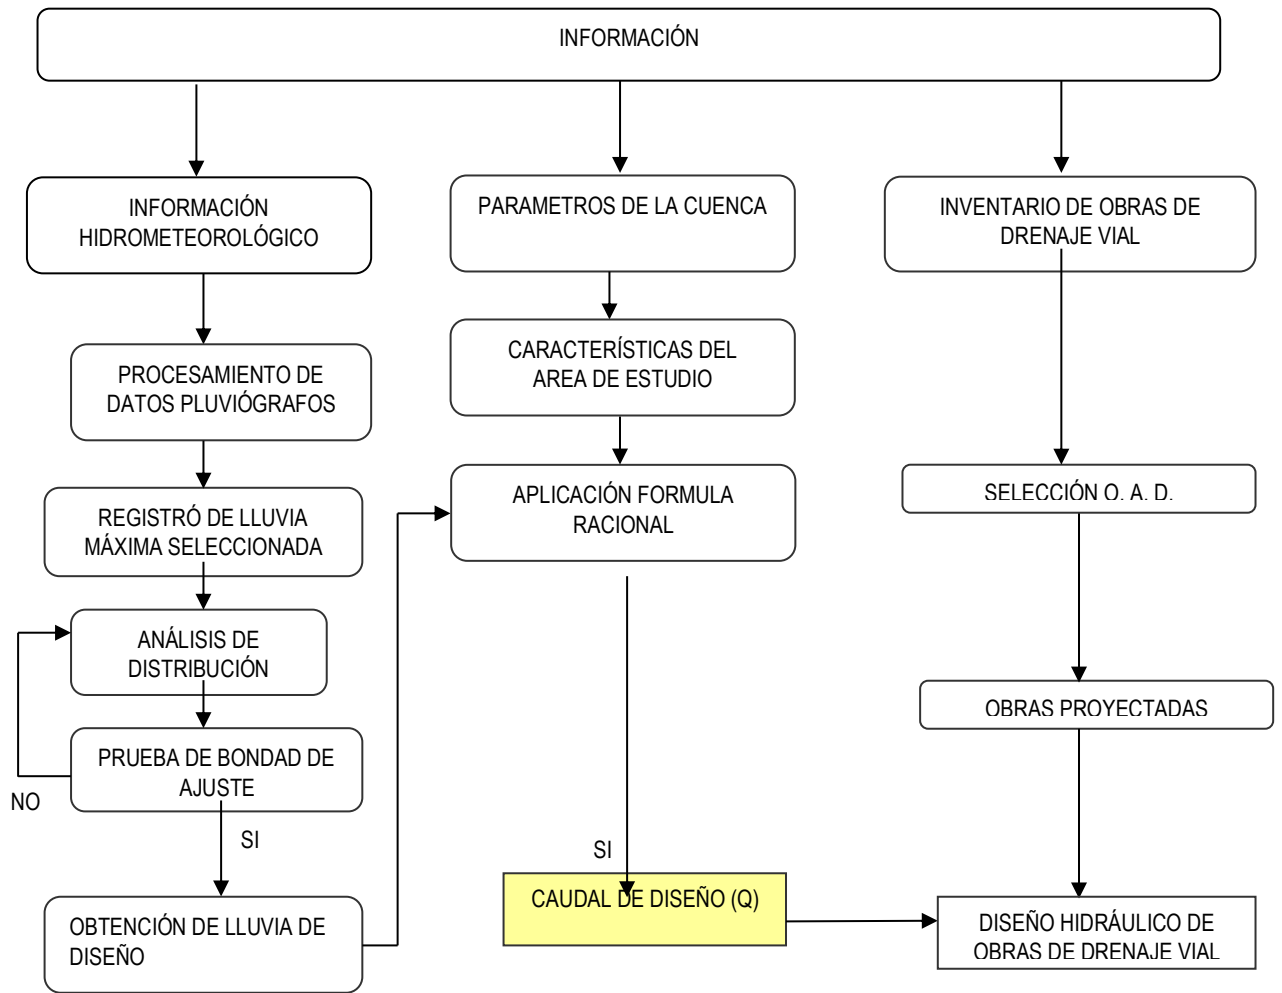 INFORMACIÓN
INFORMACIÓN
HIDROMETEOROLÓGICO
PARAMETROS DE LA CUENCA
INVENTARIO DE OBRAS DE
DRENAJE VIAL
PROCESAMIENTO DE
DATOS PLUVIÓGRAFOS
CARACTERÍSTICAS DEL
AREA DE ESTUDIO
REGISTRÓ DE LLUVIA
MÁXIMA SELECCIONADA
APLICACIÓN FORMULA
RACIONAL
SELECCIÓN O. A. D.
ANÁLISIS DE
DISTRIBUCIÓN
OBRAS PROYECTADAS
PRUEBA DE BONDAD DE
AJUSTE
NO
SI
SI
OBTENCIÓN DE LLUVIA DE
DISEÑO
CAUDAL DE DISEÑO (Q)
DISEÑO HIDRÁULICO DE
OBRAS DE DRENAJE VIAL